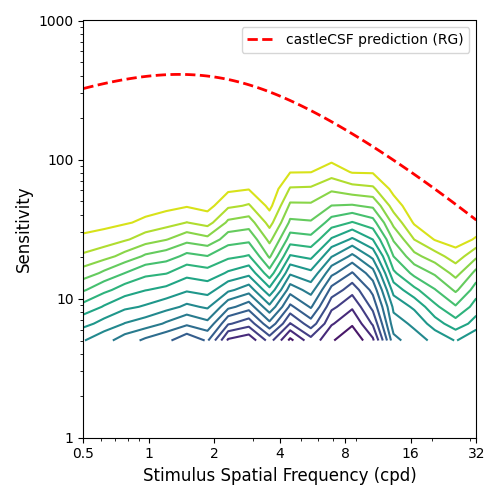 1000
castleCSF prediction (RG)
100
Sensitivity
10
1
0.5 1 2 4 8 16 32
Stimulus Spatial Frequency (cpd)